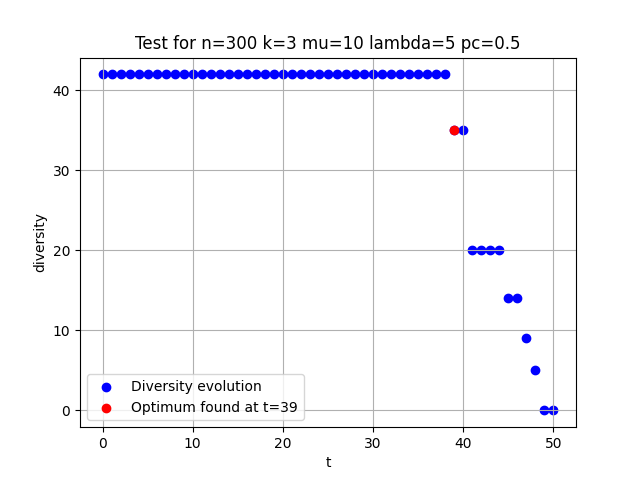 Test for n=300 k=3 mu=10 lambda=5 pc=0.5
diversity
40
30
20
10
0
Diversity evolution
Optimum found at t=39
0 10 20 30 40 50
t